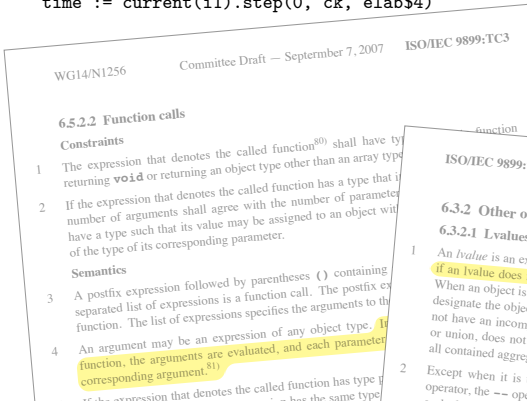 time := current(i1).step(0, ck, elab$4)
WG14/N1256 Committee Draft — Septermber 7, 2007 ISO/IEC 9899:TC3
6.5.2.2 Function calls
Constraints
1 The expression that denotes the called function80) shall have type function
returning void or returning an object type other than an array type
2 If the expression that denotes the called function has a type that
number of arguments shall agree with the number of
have a type such that its value may be assigned to an object
of the type of its corresponding parameter.
Semantics
3 A postfix expression followed by parentheses () containing
separated list of expressions is a function call. The postfix
function. The list of expressions specifies the arguments to
4 An argument may be an expression of any object type.
function, the arguments are evaluated, and each parameter
corresponding argument.81)
If the expression that denotes the called function has type
has the same type
ISO/IEC 9899:
6.3.2 Other
6.3.2.1 Lvalues
1 An lvalue is an
if an lvalue does
When an object is
designate the
not have an
or union, does not
all contained
2 Except when it is
operator, the --